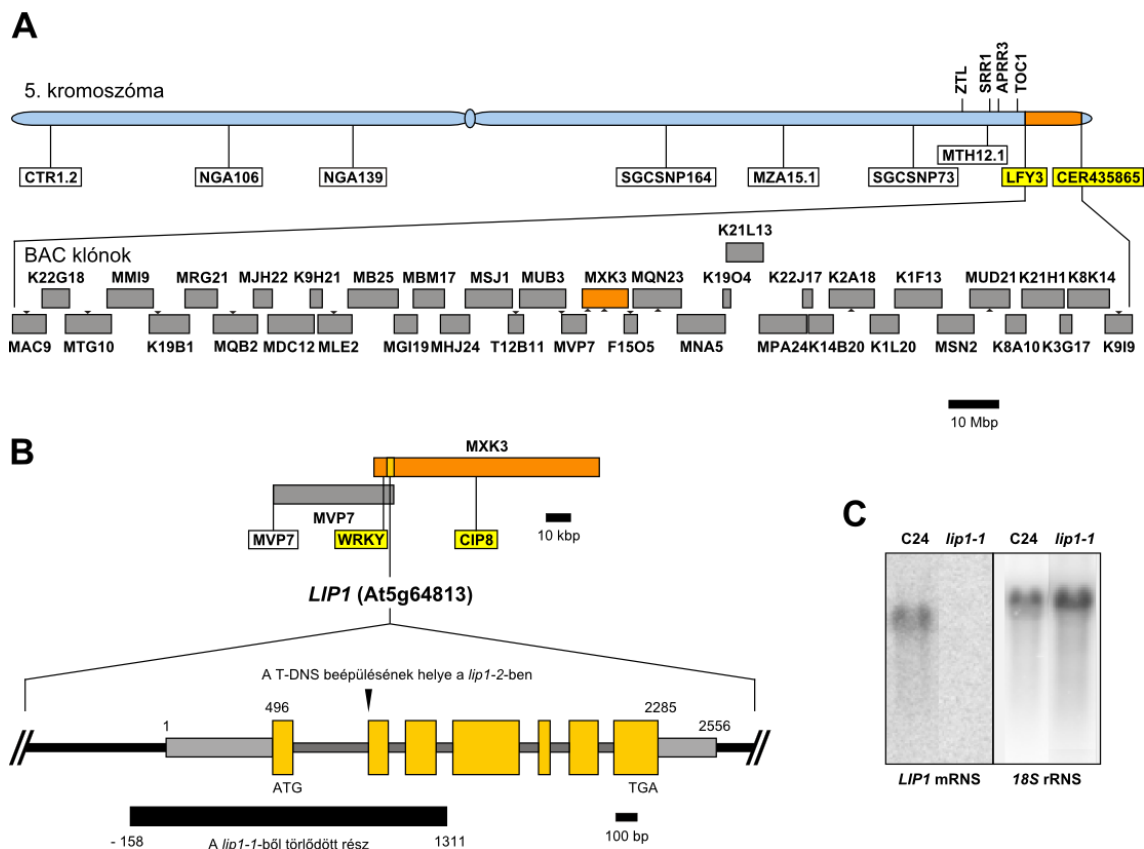 A
5. kromoszóma
ZTL
SRR1
APRR3
TOC1
MTH12.1
CTR1.2 NGA106 NGA139 SGCSNP164 MZA15.1 SGCSNP73 LFY3 CER435865
BAC klónok
K21L13
K22G18 MMI9 MRG21 MJH22 K9H21 MB25 MBM17 MSJ1 MUB3 MXK3 MQN23 K19O4 K22J17 K2A18 K1F13 MUD21 K21H1 K8K14
MAC9 MTG10 K19B1 MQB2 MDC12 MLE2 MGI19 MHJ24 T12B11 MVP7 F15O5 MNA5 MPA24 K14B20 K1L20 MSN2 K8A10 K3G17 K9I9
10 Mbp
B
MXK3
MVP7
MVP7 WRKY CIP8
10 kbp
LIP1 (At5g64813)
A T-DNS beépülésének helye a lip1-2-ben
1 496 2285 2556
ATG TGA
- 158 1311
A lip1-1-ből törlődött rész
100 bp
C
C24 lip1-1 C24 lip1-1
LIP1 mRNS 18S rRNS